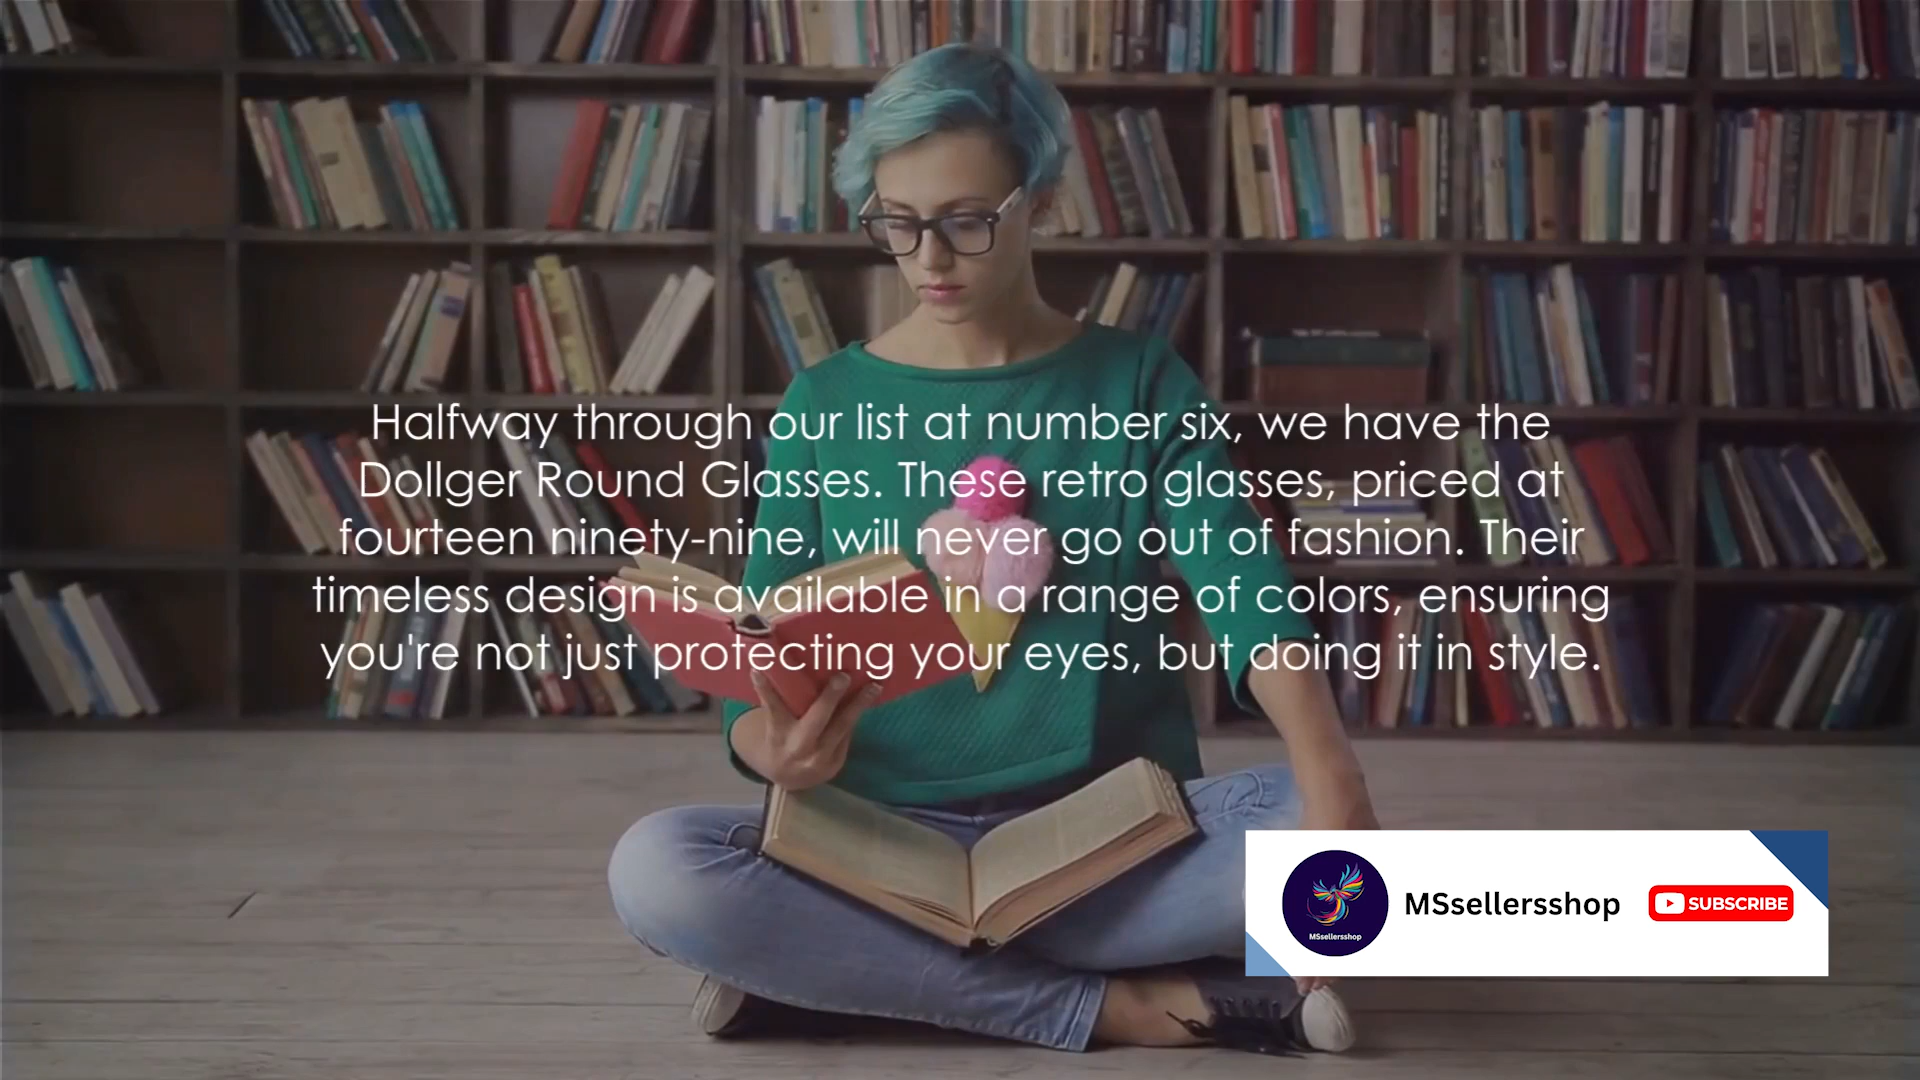 Halfway through our list at number six, we have the
Dollger Round Glasses. These retro glasses, priced at
fourteen ninety-nine, will never go out of fashion. Their
timeless design is available in a range of colors, ensuring
you're not just protecting your eyes, but doing it in style.
MSsellersshop
MSsellersshop
SUBSCRIBE